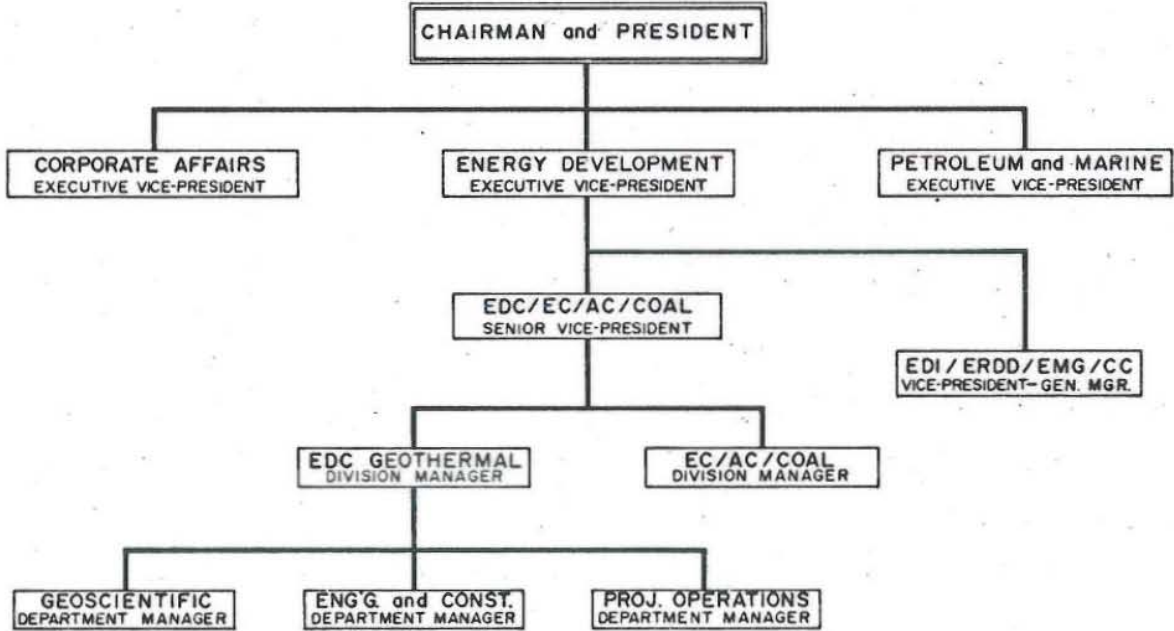 CHAIRMAN and PRESIDENT
CORPORATE AFFAIRS
EXECUTIVE VICE-PRESIDENT
ENERGY DEVELOPMENT
EXECUTIVE VICE-PRESIDENT
PETROLEUM and MARINE
EXECUTIVE VICE-PRESIDENT
EDC/EC/AC/COAL
SENIOR VICE-PRESIDENT
EDI/ERDD/EMG/CC
VICE-PRESIDENT-GEN. MGR.
EDC GEOTHERMAL
DIVISION MANAGER
EC/AC/COAL
DIVISION MANAGER
GEOSCIENTIFIC
DEPARTMENT MANAGER
ENG'G. and CONST.
DEPARTMENT MANAGER
PROJ. OPERATIONS
DEPARTMENT MANAGER